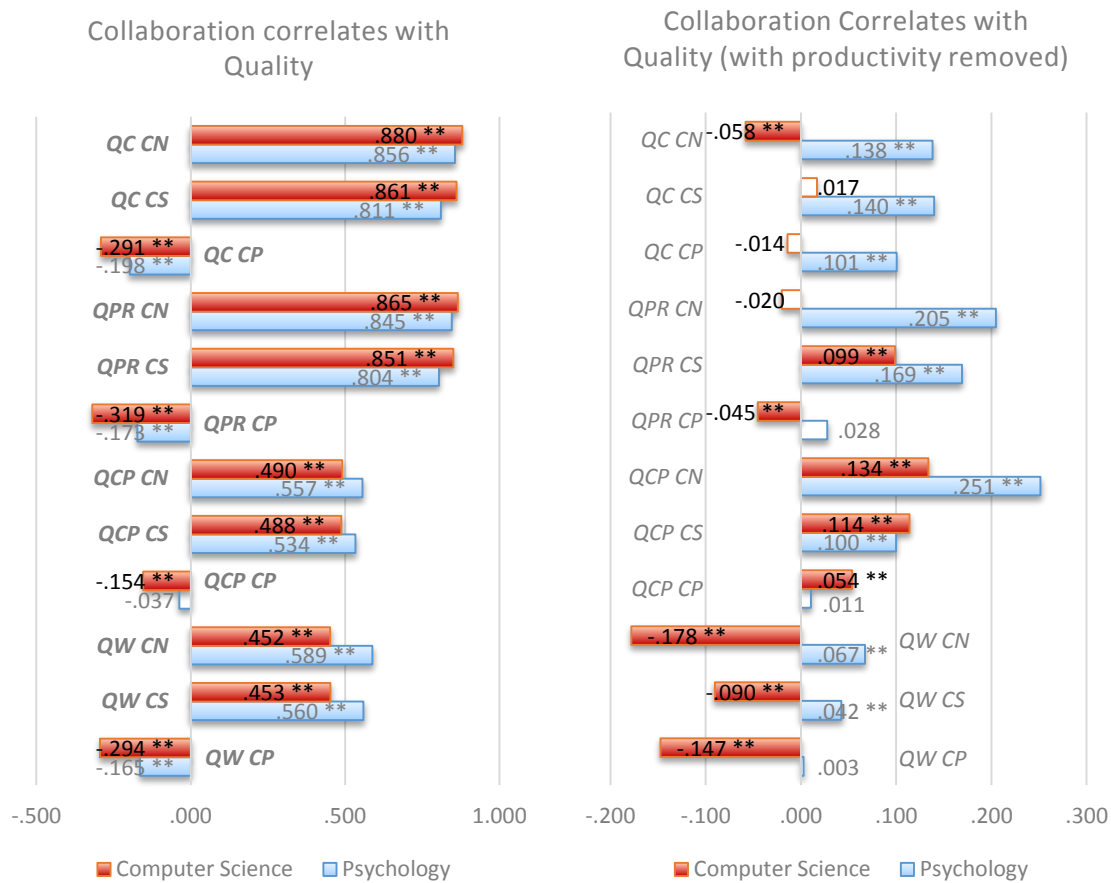 Collaboration correlates with
Quality
QC CN
.880 **
.856 **
QC CS
.861 **
.811 **
QC CP
-.291 **
-.198 **
QPR CN
.865 **
.845 **
QPR CS
.851 **
.804 **
QPR CP
-.319 **
-.173 **
QCP CN
.490 **
.557 **
QCP CS
.488 **
.534 **
QCP CP
-.154 **
-.037
QW CN
.452 **
.589 **
QW CS
.453 **
.560 **
QW CP
-.294 **
-.165 **
-.500 .000 .500 1.000
Computer Science Psychology
Collaboration Correlates with
Quality (with productivity removed)
QC CN
-.058 **
.138 **
QC CS
.017
.140 **
QC CP
-.014
.101 **
QPR CN
-.020
.205 **
QPR CS
.099 **
.169 **
QPR CP
-.045 **
.028
QCP CN
.134 **
.251 **
QCP CS
.114 **
.100 **
QCP CP
.054 **
.011
QW CN
-.178 **
.067 **
QW CS
-.090 **
.042 **
QW CP
-.147 **
.003
-.200 -.100 .000 .100 .200 .300
Computer Science Psychology